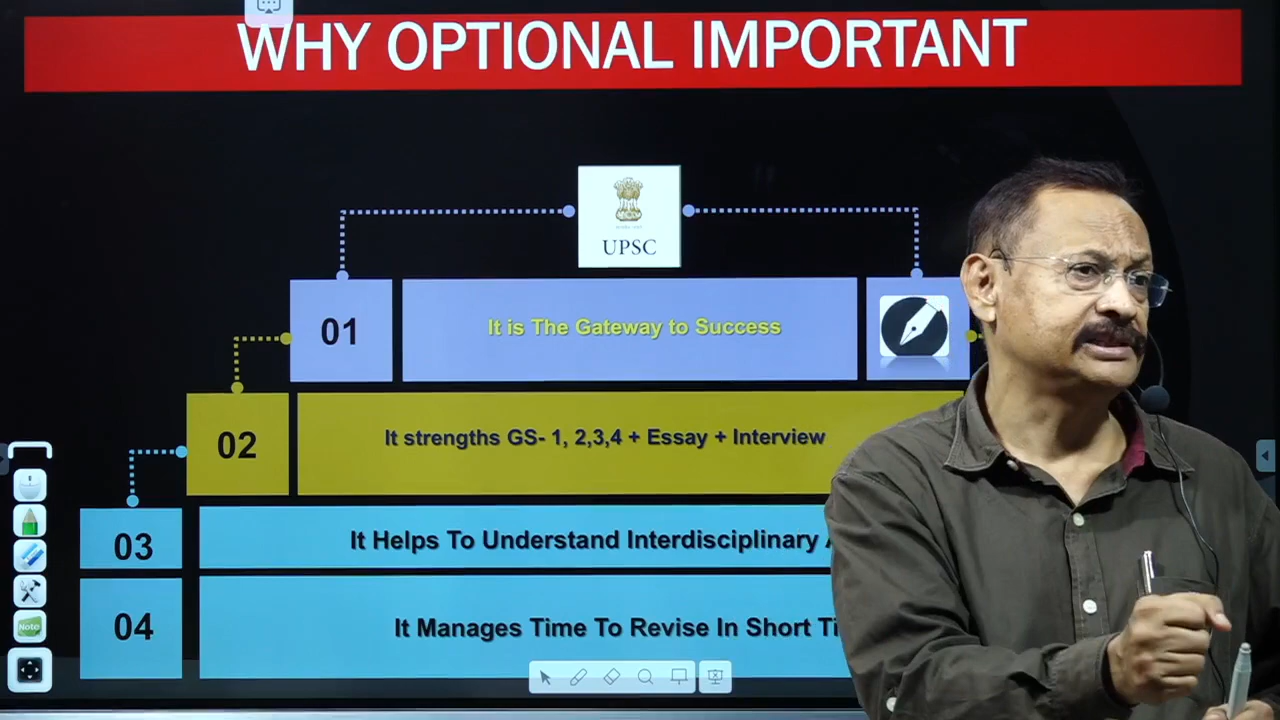 WHY OPTIONAL IMPORTANT
UPSC
01
It is The Gateway to Success
02
It strengths GS- 1, 2,3,4 + Essay + Interview
03
It Helps To Understand Interdisciplinary
04
It Manages Time To Revise In Short
Note